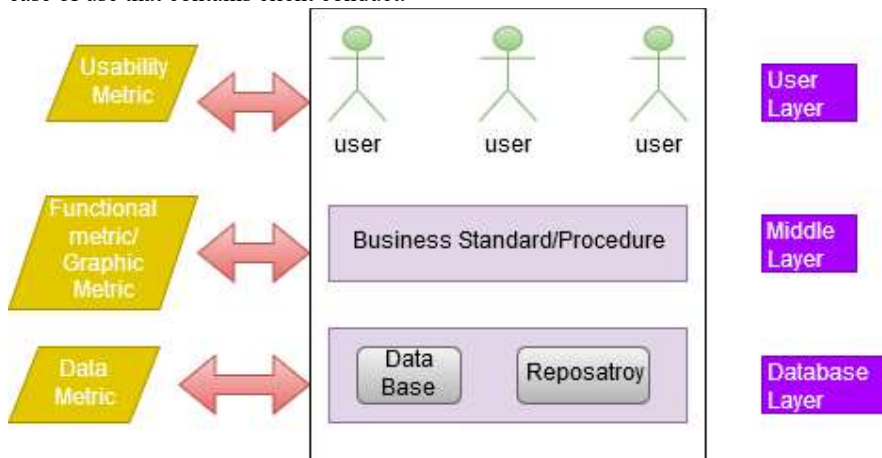 Usability
Metric
user
user
user
User
Layer
Functional
metric/
Graphic
Metric
Business Standard/Procedure
Middle
Layer
Data
Metric
Data
Base
Reposatroy
Database
Layer